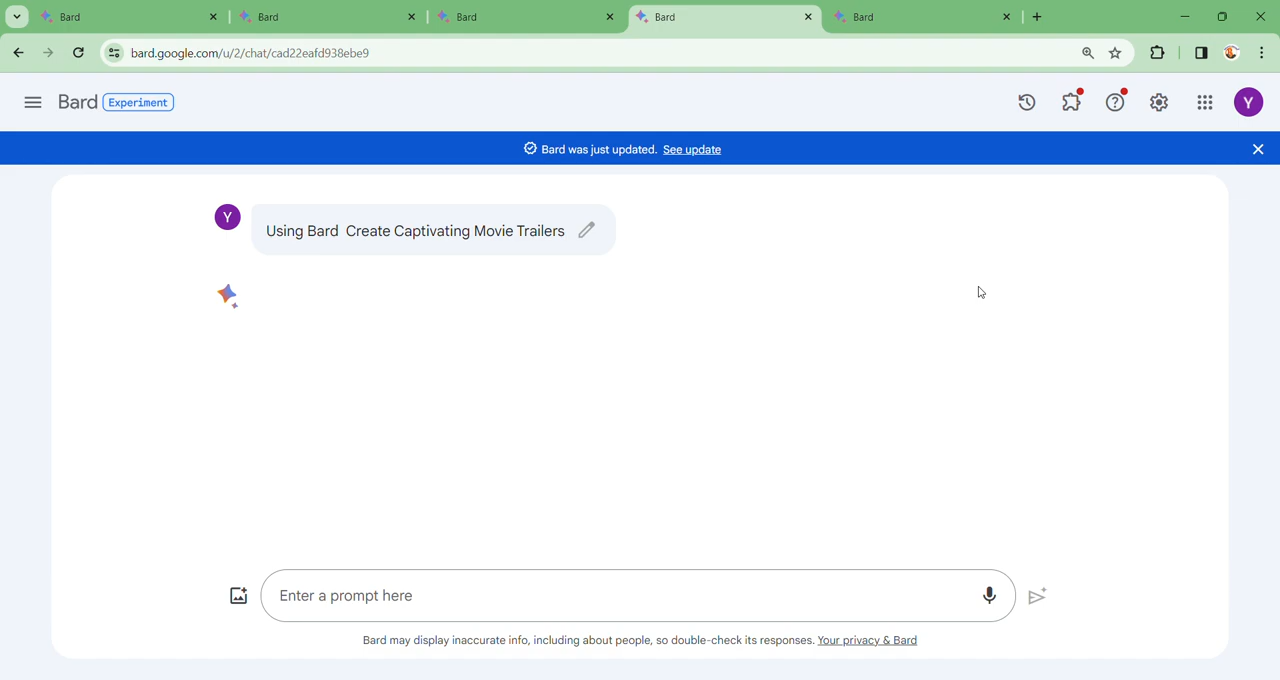 Bard
Bard
Bard
Bard
Bard
bard.google.com/u/2/chat/cad22eafd938ebe9
Bard Experiment
Y
Bard was just updated. See update
Y
Using Bard  Create Captivating Movie Trailers
Enter a prompt here
Bard may display inaccurate info, including about people, so double-check its responses. Your privacy & Bard